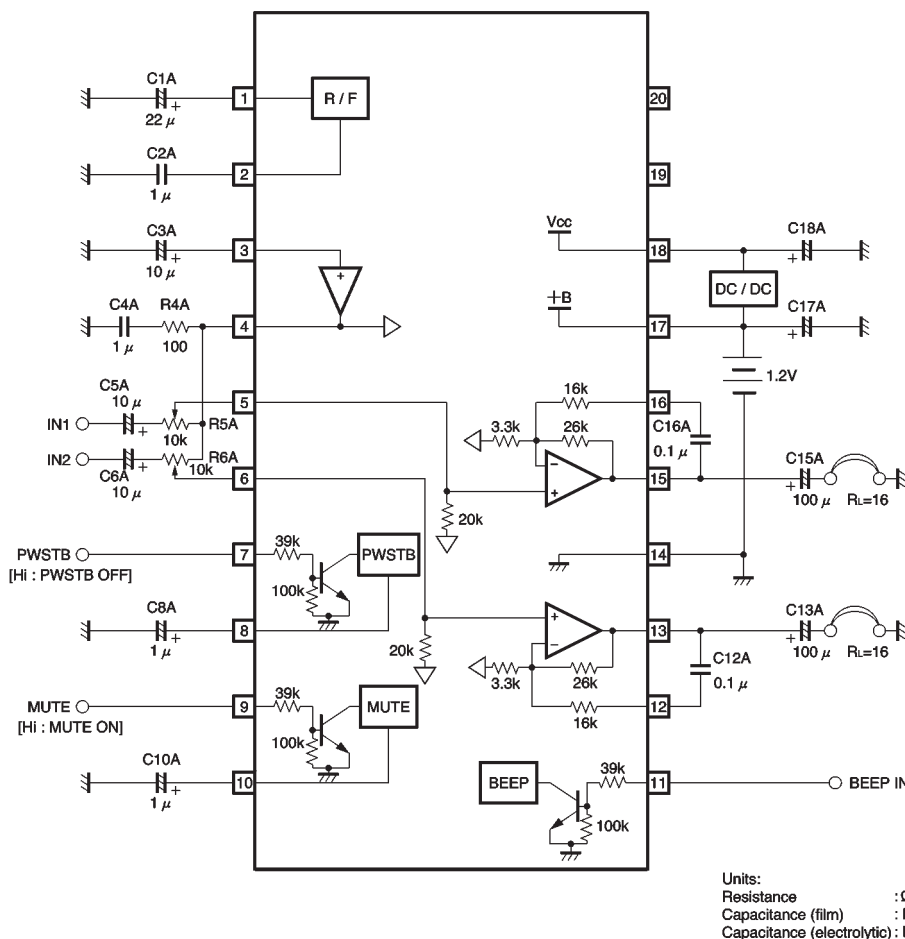 C1A
22 μ
1
R / F
20
C2A
1 μ
2
19
C3A
10 μ
3
+
Vcc
18
C18A
DC / DC
C4A
R4A
1 μ
100
4
+B
17
C17A
1.2V
C5A
10 μ
5
IN1
R5A
10k
IN2
R6A
10k
C6A
10 μ
6
16k
16
3.3k
26k
C16A
0.1 μ
15
C15A
100 μ
RL=16
20k
PWSTB
[Hi : PWSTB OFF]
7
39k
PWSTB
100k
14
C8A
1 μ
8
20k
13
C13A
100 μ
RL=16
3.3k
26k
C12A
0.1 μ
16k
12
MUTE
[Hi : MUTE ON]
9
39k
MUTE
100k
C10A
1 μ
10
BEEP
39k
11
BEEP IN
100k
Units:
Resistance :
Capacitance (film) :
Capacitance (electrolytic) :